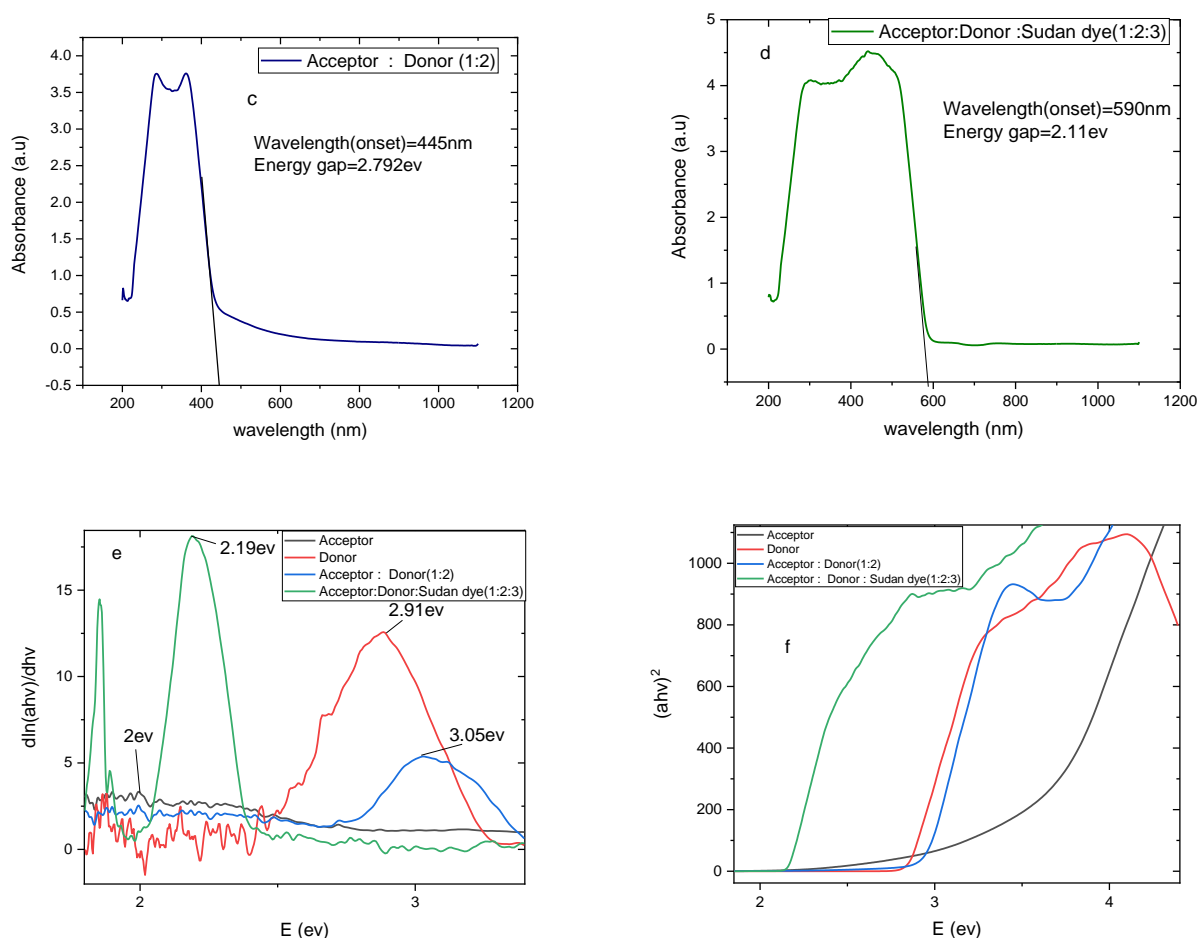 Acceptor : Donor (1:2)
c
Wavelength(onset)=445nm
Energy gap=2.792ev
4.0
3.5
3.0
2.5
2.0
1.5
1.0
0.5
0.0
-0.5
Absorbance (a.u)
200 400 600 800 1000 1200
wavelength (nm)
Acceptor:Donor :Sudan dye(1:2:3)
d
Wavelength(onset)=590nm
Energy gap=2.11ev
5
4
3
2
1
0
Absorbance (a.u)
200 400 600 800 1000 1200
wavelength (nm)
e
Acceptor
Donor
Acceptor : Donor(1:2)
Acceptor:Donor:Sudan dye(1:2:3)
2.19ev
2.91ev
2ev
3.05ev
15
10
5
0
dln(ahv)/dhv
2 3
E (ev)
Acceptor
Donor
Acceptor : Donor(1:2)
Acceptor : Donor : Sudan dye(1:2:3)
f
1000
800
600
400
200
0
(ahv)²
2 3 4
E (ev)